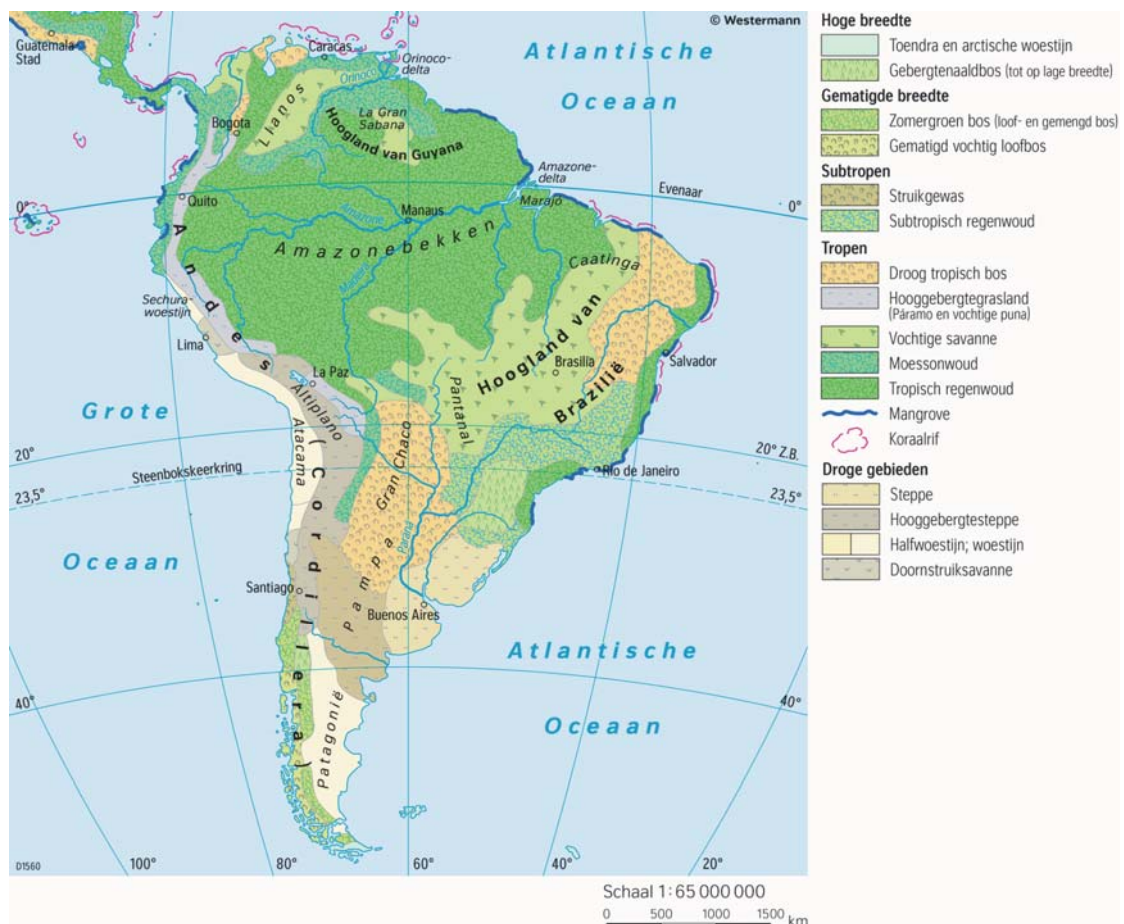 © Westermann
Guatemala
Stad
Caracas
Orinoco-
delta
Orinoco
Atlantische
Oceaan
Llanos
La Gran
Sabana
Bogota
Hoogland van Guyana
Amazone-
delta
Evenaar
0°
0°
Quito
Amazone
Manaus
Marajó
Amazonebekken
Madeira
Caatinga
Andes (Cordillera)
Sechura-
woestijn
Lima
La Paz
Hoogland van
Brazilië
Brasilia
Salvador
Altiplano
Pantanal
Grote
Oceaan
Atacama
Gran Chaco
20°
20° Z.B.
Steenbokskeerkring
Rio de Janeiro
23,5°
23,5°
Paraná
Pampa
Santiago
Buenos Aires
Atlantische
Oceaan
40°
40°
Patagonië
D1560
100°
80°
60°
40°
20°
Schaal 1:65 000 000
0 500 1000 1500 km
Hoge breedte
Toendra en arctische woestijn
Gebergtenaaldbos (tot op lage breedte)
Gematigde breedte
Zomergroen bos (loof- en gemengd bos)
Gematigd vochtig loofbos
Subtropen
Struikgewas
Subtropisch regenwoud
Tropen
Droog tropisch bos
Hooggebergtegrasland
(Páramo en vochtige puna)
Vochtige savanne
Moessonwoud
Tropisch regenwoud
Mangrove
Koraalrif
Droge gebieden
Steppe
Hooggebergtesteppe
Halfwoestijn; woestijn
Doornstruiksavanne